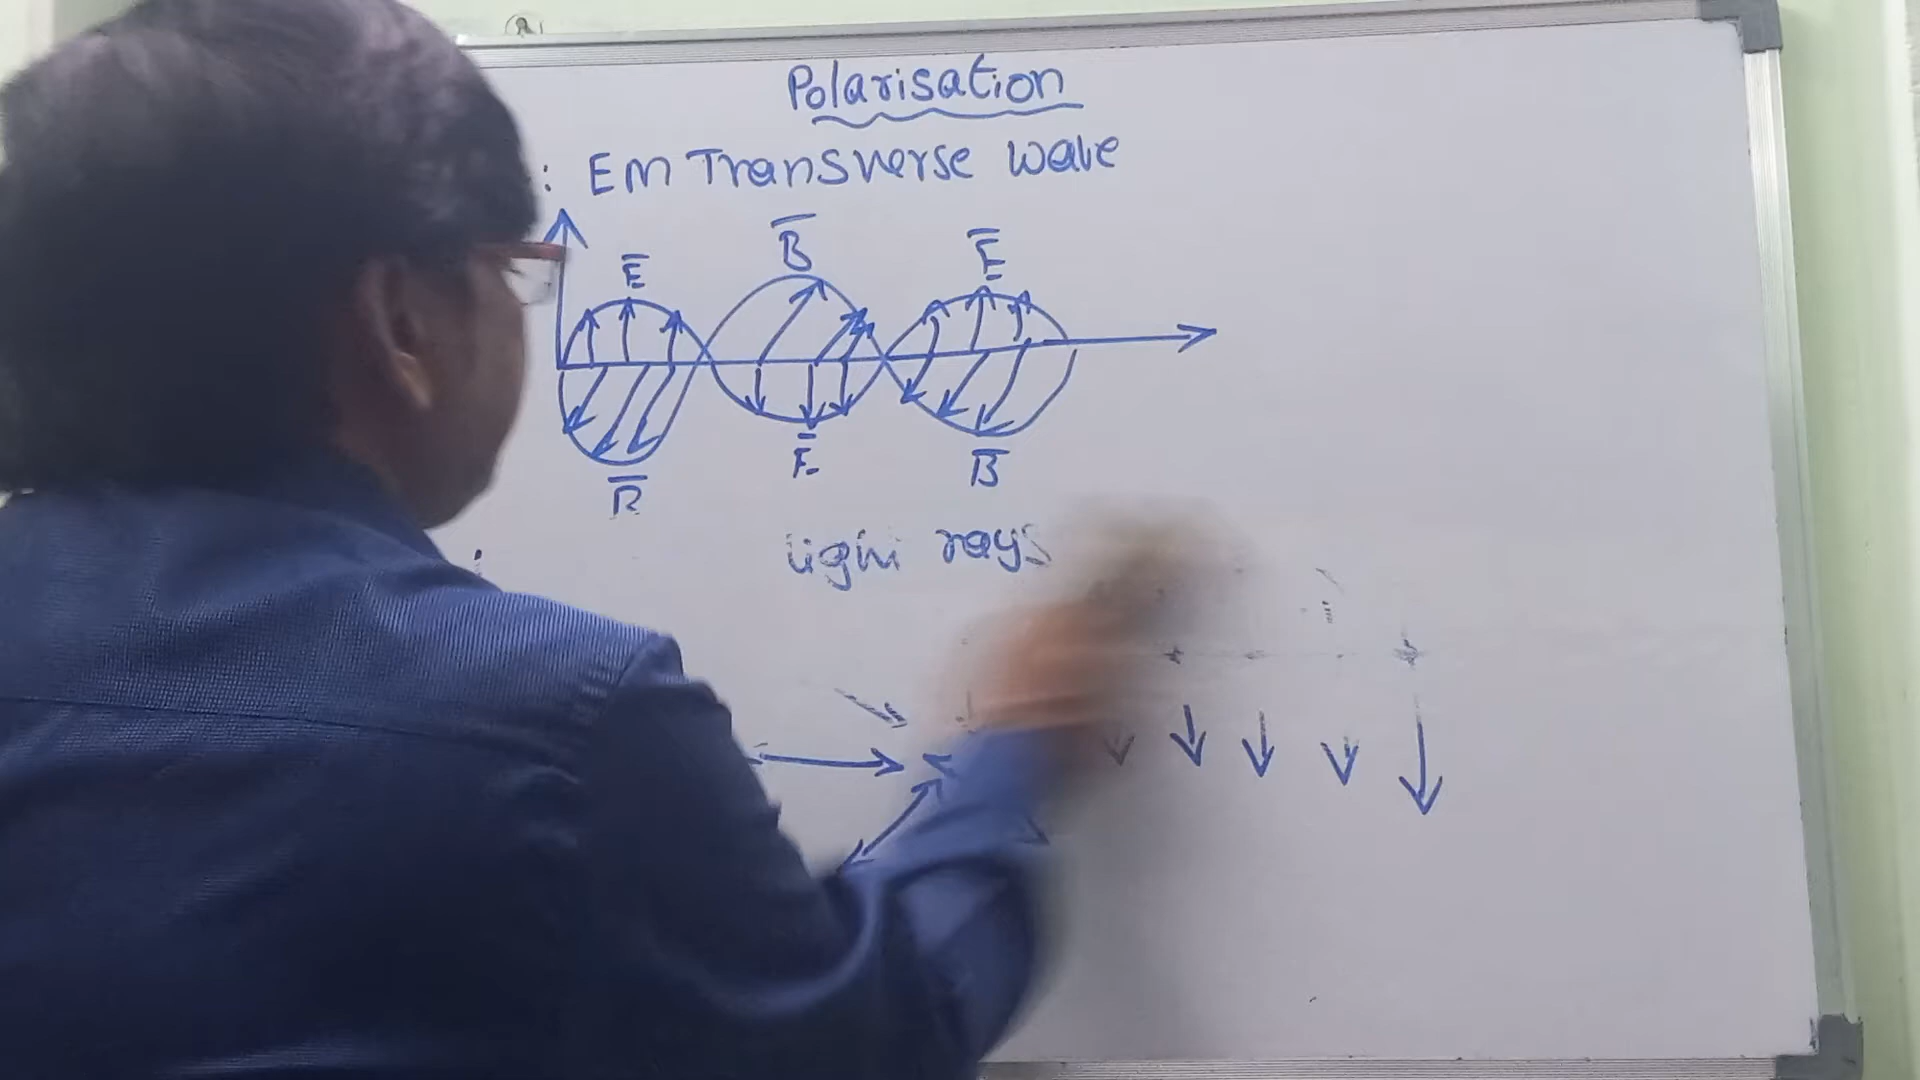 Polarisation
: EM Transverse wave
E B E
B E B
light rays